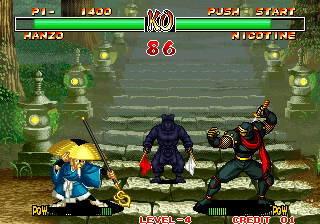 P1- 1400 KO PUSH START
HANZO NICOTINE
86
POW POW
LEVEL-4 CREDIT 01